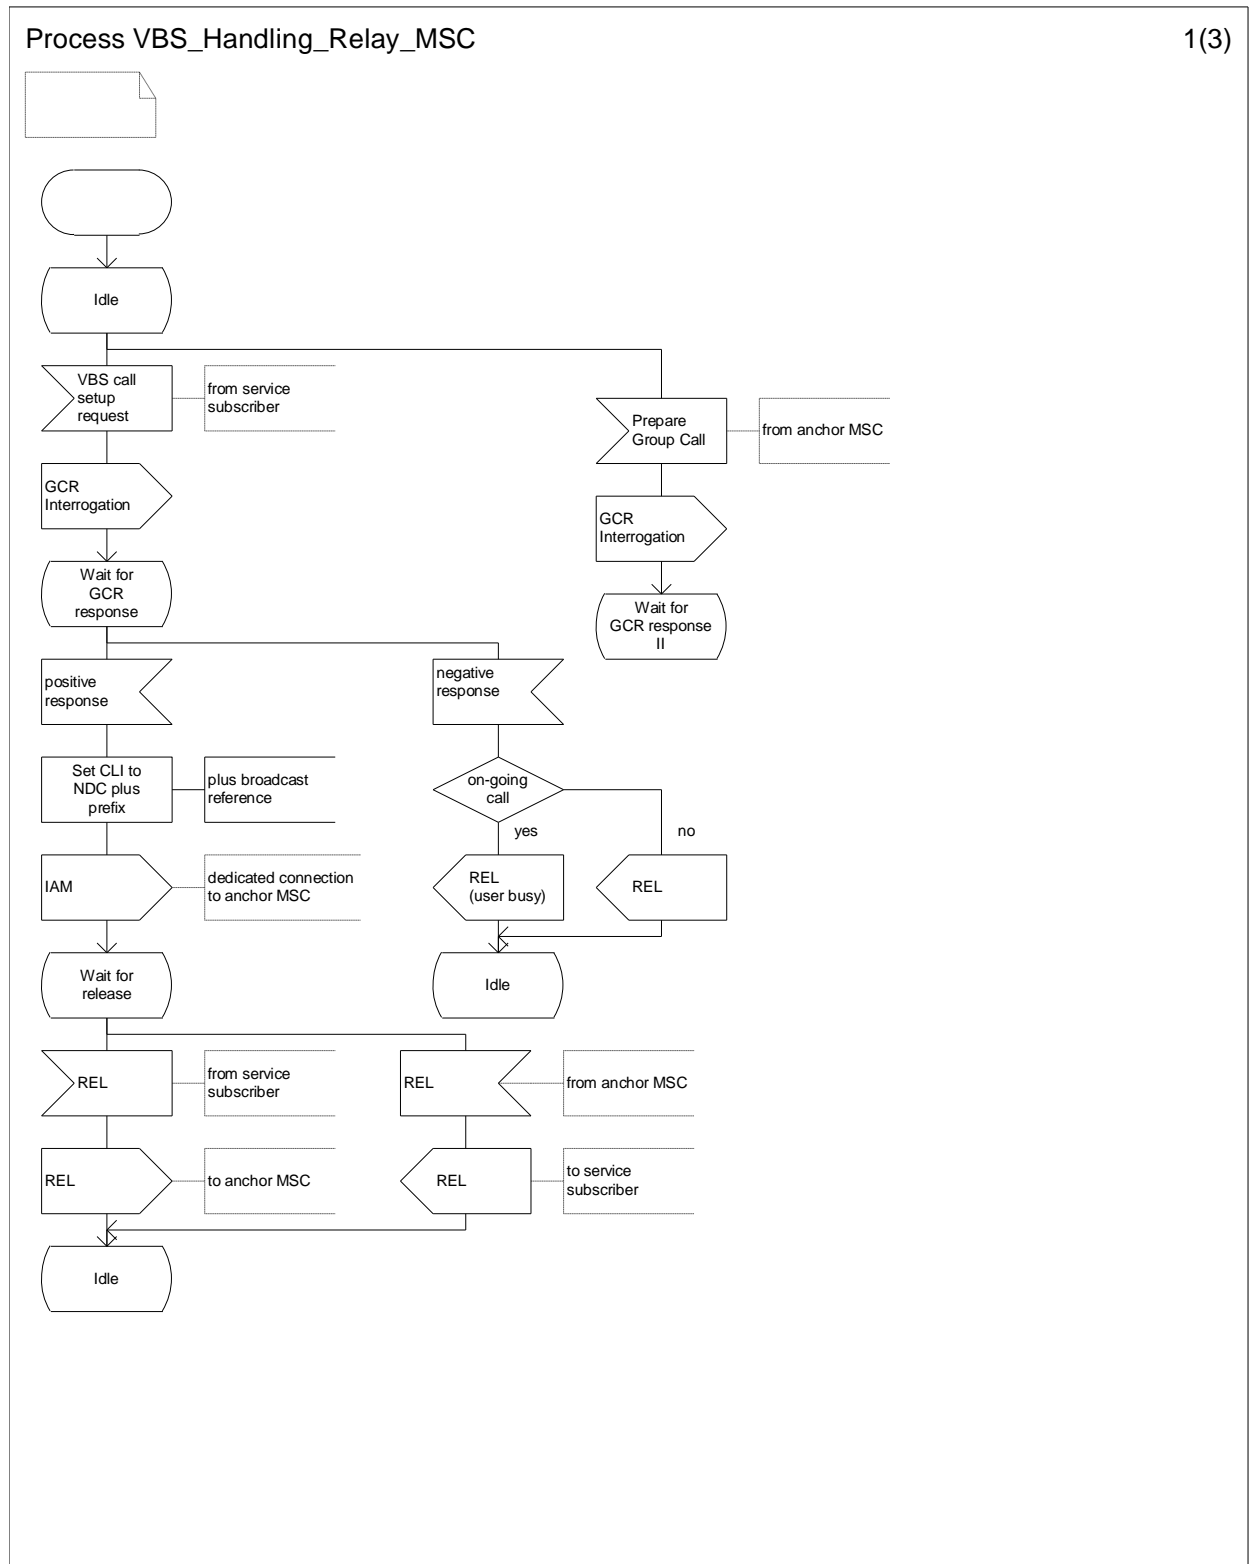 Process VBS_Handling_Relay_MSC
1(3)
Idle
VBS call
setup
request
from service
subscriber
Prepare
Group Call
from anchor MSC
GCR
Interrogation
GCR
Interrogation
Wait for
GCR
response
Wait for
GCR response
II
positive
response
negative
response
Set CLI to
NDC plus
prefix
plus broadcast
reference
on-going
call
yes
no
IAM
dedicated connection
to anchor MSC
REL
(user busy)
REL
Wait for
release
Idle
REL
from service
subscriber
REL
from anchor MSC
REL
to anchor MSC
REL
to service
subscriber
Idle